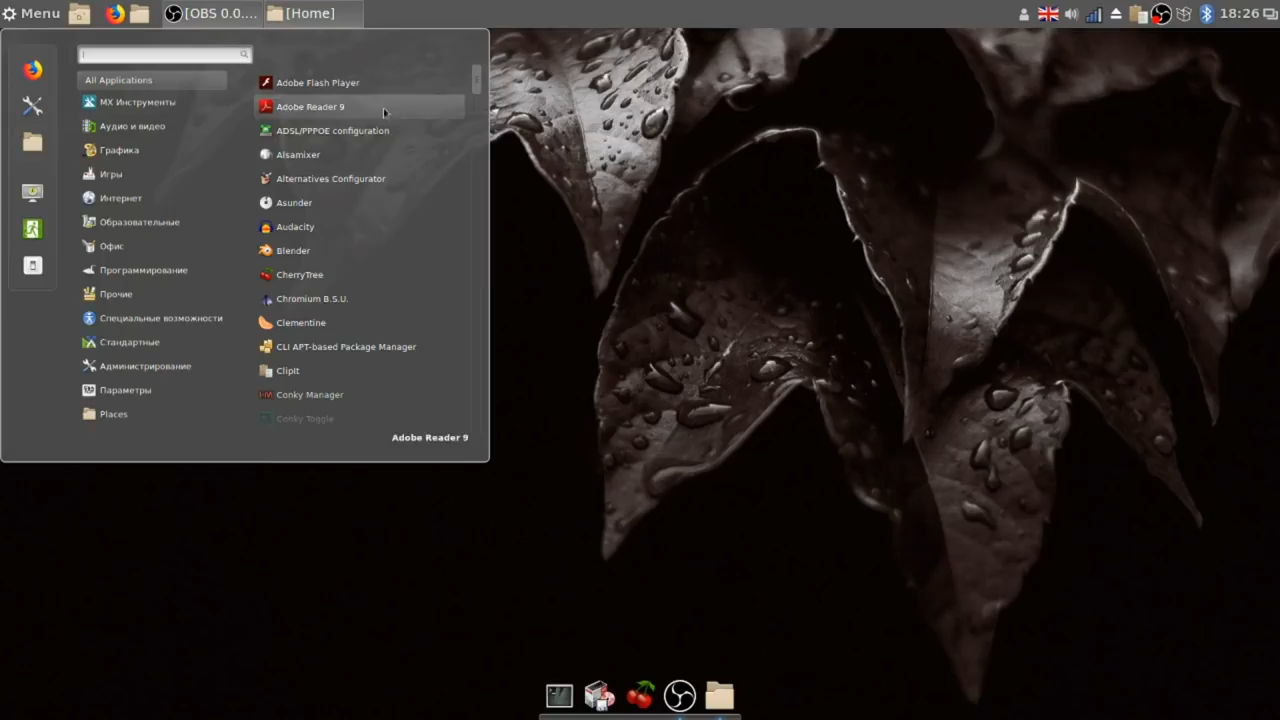 Menu
[OBS 0.0....
[Home]
18:26
All Applications
MX Инструменты
Аудио и видео
Графика
Игры
Интернет
Образовательные
Офис
Программирование
Прочие
Специальные возможности
Стандартные
Администрирование
Параметры
Places
Adobe Flash Player
Adobe Reader 9
ADSL/PPPOE configuration
Alsamixer
Alternatives Configurator
Asunder
Audacity
Blender
CherryTree
Chromium B.S.U.
Clementine
CLI APT-based Package Manager
ClipIt
Conky Manager
Conky Toggle
Adobe Reader 9